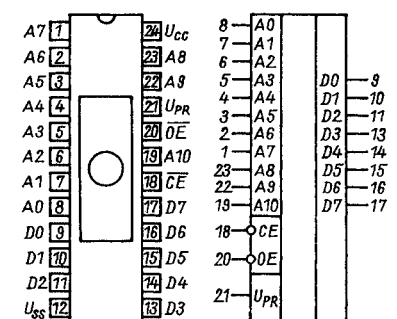 A7 1 24 Ucc
A6 2 23 A8
A5 3 22 A9
A4 4 21 UPR
A3 5 20 OE
A2 6 19 A10
A1 7 18 CE
A0 8 17 D7
D0 9 16 D6
D1 10 15 D5
D2 11 14 D4
Uss 12 13 D3
8 A0
7 A1
6 A2
5 A3 D0 9
4 A4 D1 10
3 A5 D2 11
2 A6 D3 13
1 A7 D4 14
23 A8 D5 15
22 A9 D6 16
19 A10 D7 17
18 CE
20 OE
21 UPR